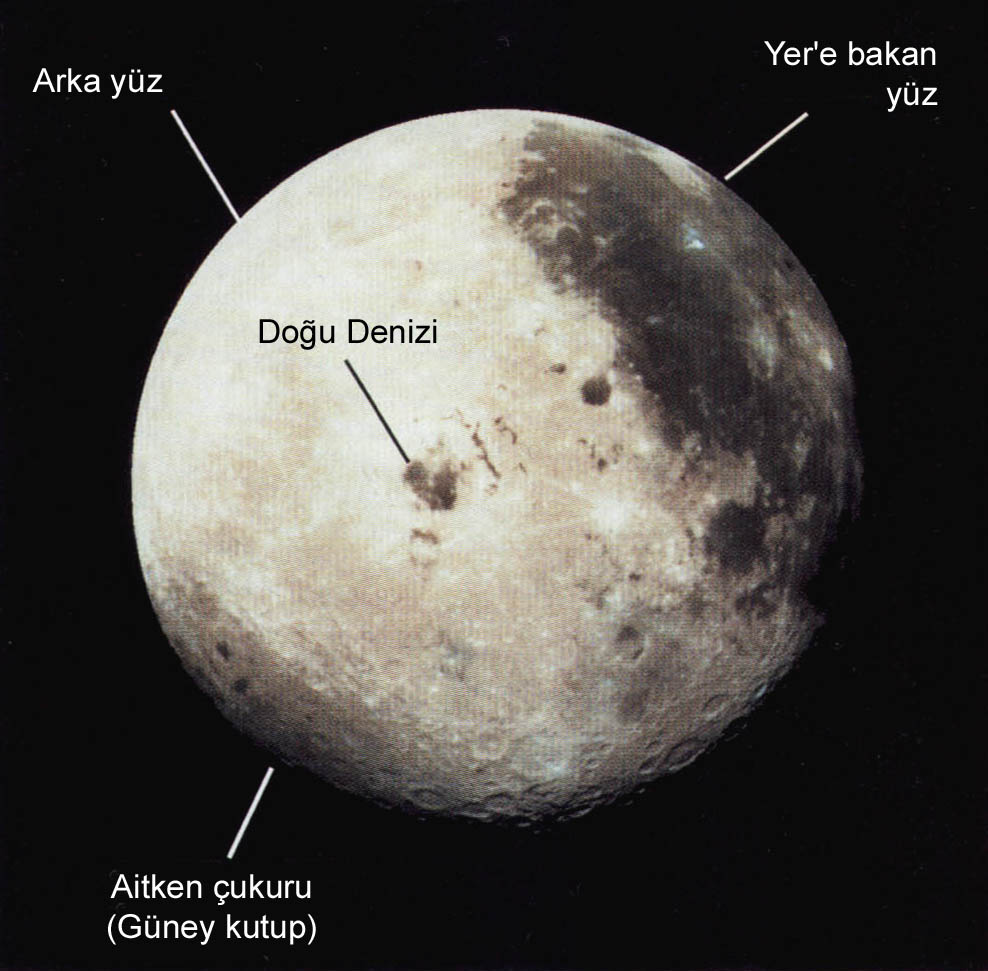 Arka yüz
Yer'e bakan
yüz
Doğu Denizi
Aitken çukuru
(Güney kutup)